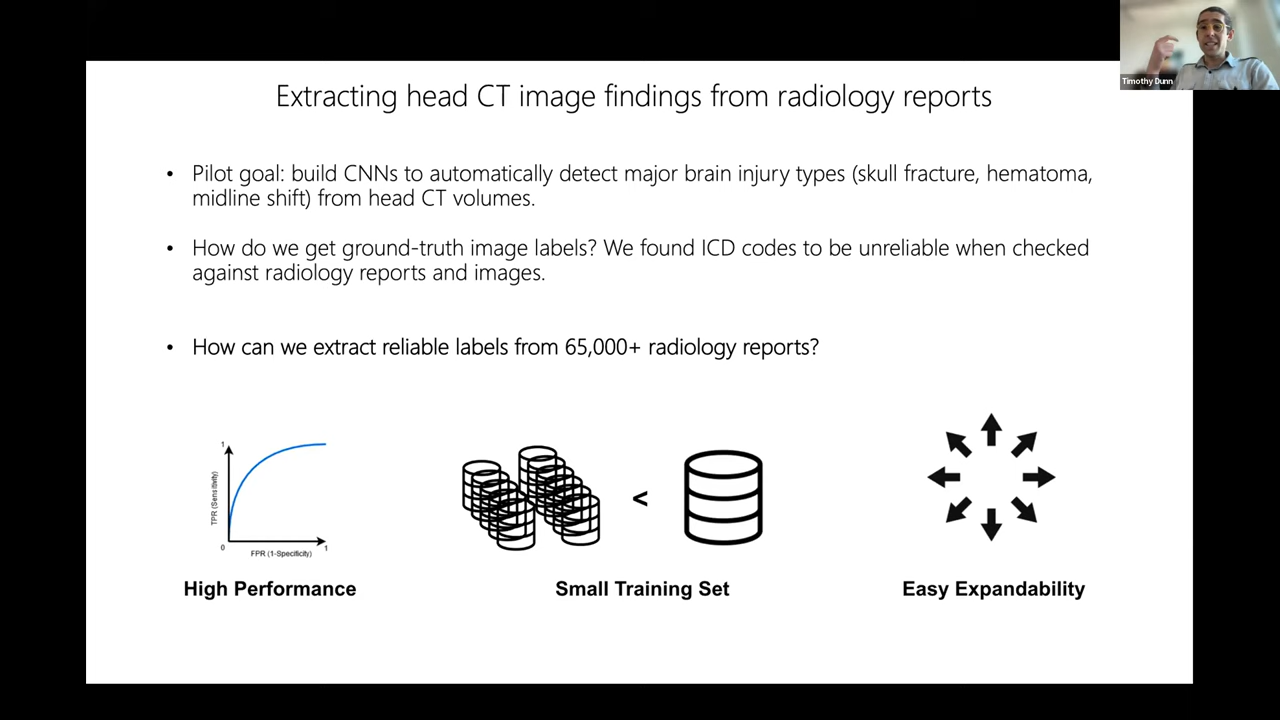 Timothy Dunn
Extracting head CT image findings from radiology reports
• Pilot goal: build CNNs to automatically detect major brain injury types (skull fracture, hematoma,
midline shift) from head CT volumes.
• How do we get ground-truth image labels? We found ICD codes to be unreliable when checked
against radiology reports and images.
• How can we extract reliable labels from 65,000+ radiology reports?
1
TPR (Sensitivity)
0
FPR (1-Specificity)
1
<
High Performance
Small Training Set
Easy Expandability